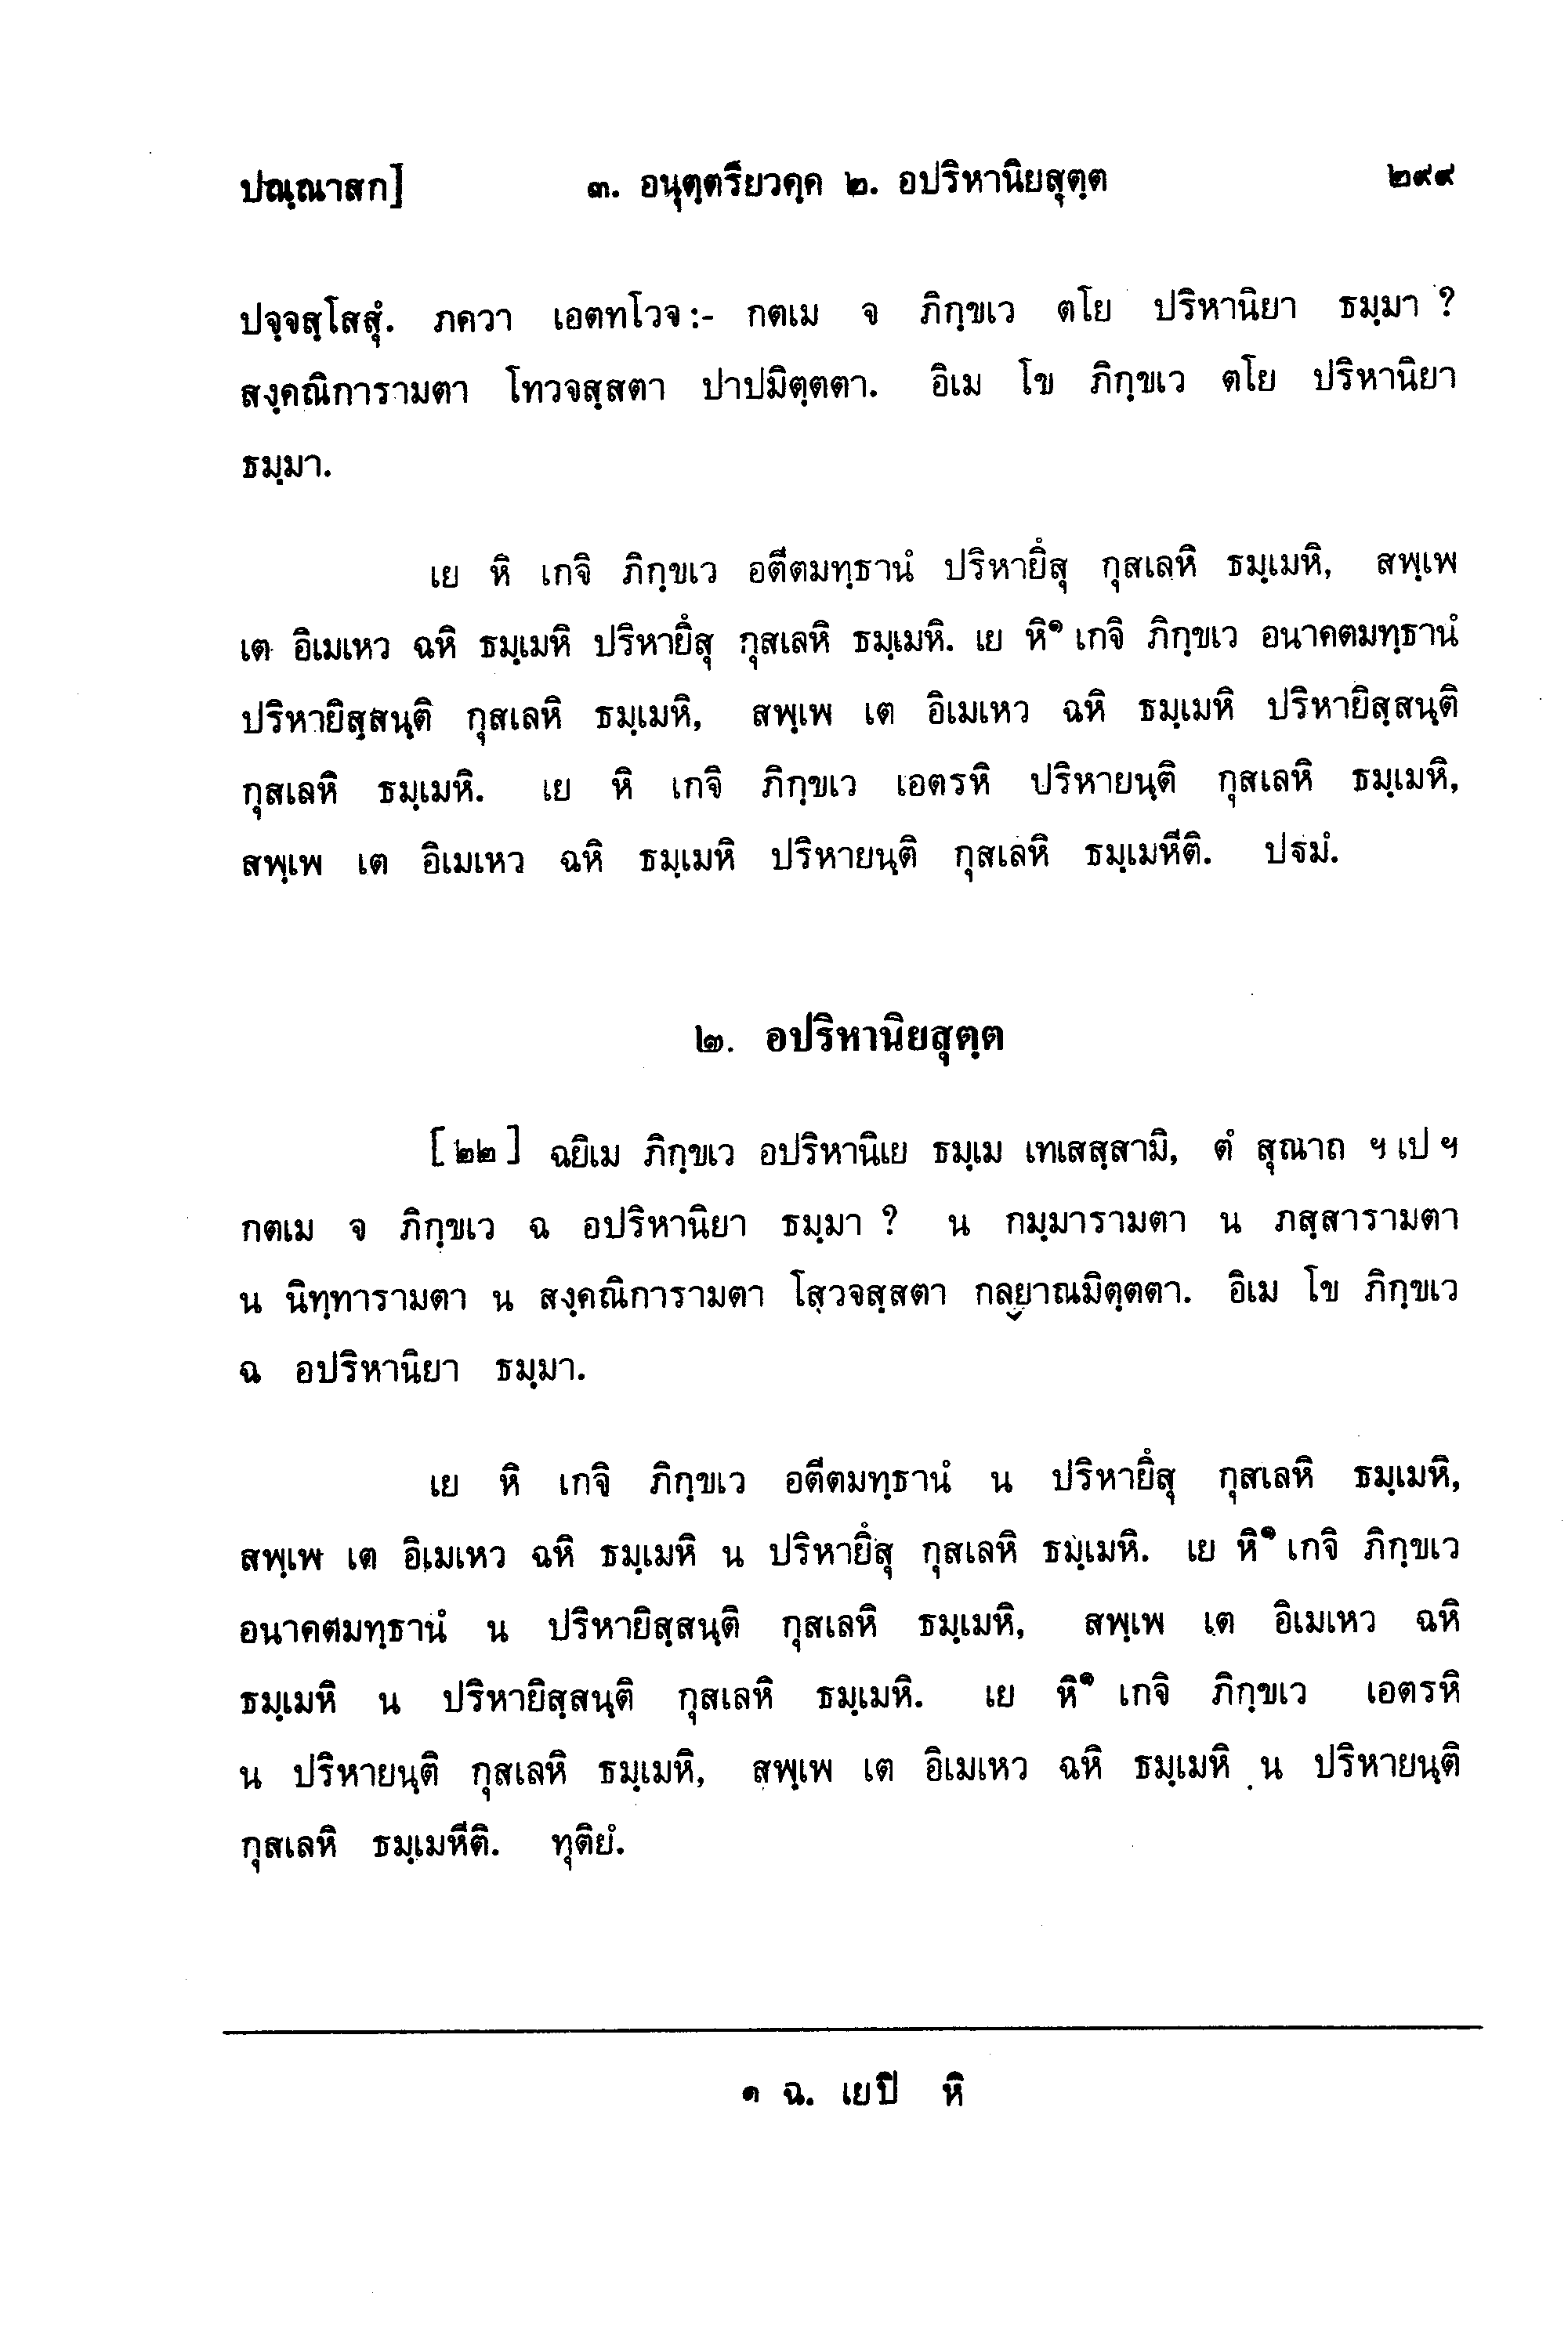 ปณฺณาสก] ๓. อนุตฺตริยวคฺค ๒. อปริหานิยสุตฺต ๒๙๙
ปจฺจสฺโสสุํ. ภควา เอตทโวจ:- กตเม จ ภิกฺขเว ตโย ปริหานิยา ธมฺมา ?
สงฺคณิการามตา โทวจสฺสตา ปาปมิตฺตตา. อิเม โข ภิกฺขเว ตโย ปริหานิยา
ธมฺมา.
เย หิ เกจิ ภิกฺขเว อตีตมทฺธานํ ปริหายิํสุ กุสเลหิ ธมฺเมหิ, สพฺเพ
เต อิเมเหว ฉหิ ธมฺเมหิ ปริหายิํสุ กุสเลหิ ธมฺเมหิ. เย หิ๑ เกจิ ภิกฺขเว อนาคตมทฺธานํ
ปริหายิสฺสนฺติ กุสเลหิ ธมฺเมหิ, สพฺเพ เต อิเมเหว ฉหิ ธมฺเมหิ ปริหายิสฺสนฺติ
กุสเลหิ ธมฺเมหิ. เย หิ เกจิ ภิกฺขเว เอตรหิ ปริหายนฺติ กุสเลหิ ธมฺเมหิ,
สพฺเพ เต อิเมเหว ฉหิ ธมฺเมหิ ปริหายนฺติ กุสเลหิ ธมฺเมหีติ. ปฐมํ.
๒. อปริหานิยสุตฺต
[๒๒] ฉยิเม ภิกฺขเว อปริหานิเย ธมฺเม เทเสสฺสามิ, ตํ สุณาถ ฯ เป ฯ
กตเม จ ภิกฺขเว ฉ อปริหานิยา ธมฺมา ? น กมฺมารามตา น ภสฺสารามตา
น นิทฺทารามตา น สงฺคณิการามตา โสฺวจสฺสตา กลฺยาณมิตฺตตา. อิเม โข ภิกฺขเว
ฉ อปริหานิยา ธมฺมา.
เย หิ เกจิ ภิกฺขเว อตีตมทฺธานํ น ปริหายิํสุ กุสเลหิ ธมฺเมหิ,
สพฺเพ เต อิเมเหว ฉหิ ธมฺเมหิ น ปริหายิํสุ กุสเลหิ ธมฺเมหิ. เย หิ๑ เกจิ ภิกฺขเว
อนาคตมทฺธานํ น ปริหายิสฺสนฺติ กุสเลหิ ธมฺเมหิ, สพฺเพ เต อิเมเหว ฉหิ
ธมฺเมหิ น ปริหายิสฺสนฺติ กุสเลหิ ธมฺเมหิ. เย หิ๑ เกจิ ภิกฺขเว เอตรหิ
น ปริหายนฺติ กุสเลหิ ธมฺเมหิ, สพฺเพ เต อิเมเหว ฉหิ ธมฺเมหิ น ปริหายนฺติ
กุสเลหิ ธมฺเมหีติ. ทุติยํ.
๑ ฉ. เยปิ หิ